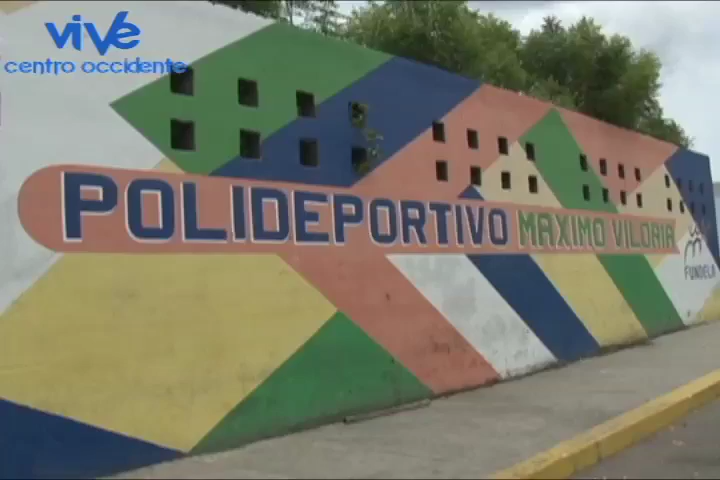 vive
centro occidente
POLIDEPORTIVO MAXIMO VILORIA
FUNDELA